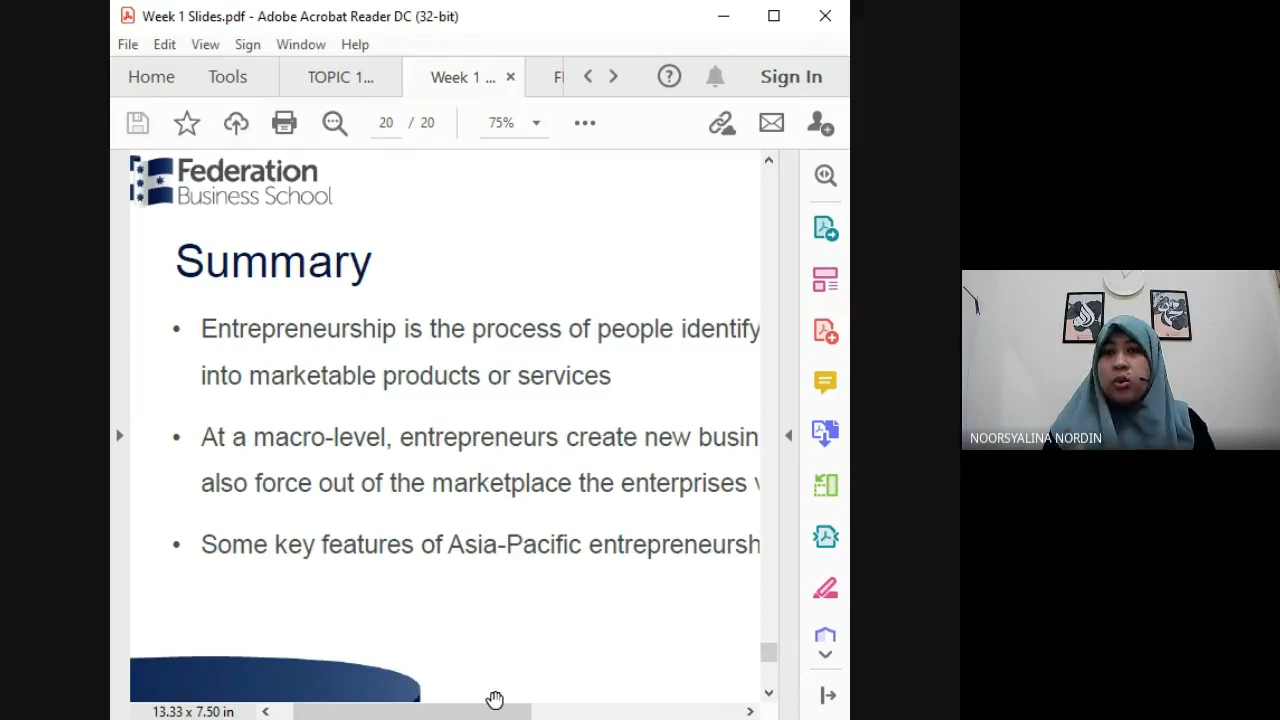 Week 1 Slides.pdf - Adobe Acrobat Reader DC (32-bit)
File Edit View Sign Window Help
Home Tools TOPIC 1... Week 1 ... Sign In
20 / 20 75%
Federation
Business School
Summary
• Entrepreneurship is the process of people identify
into marketable products or services
• At a macro-level, entrepreneurs create new busin
also force out of the marketplace the enterprises
• Some key features of Asia-Pacific entrepreneursh
13.33 x 7.50 in
NOORSYALINA NORDIN